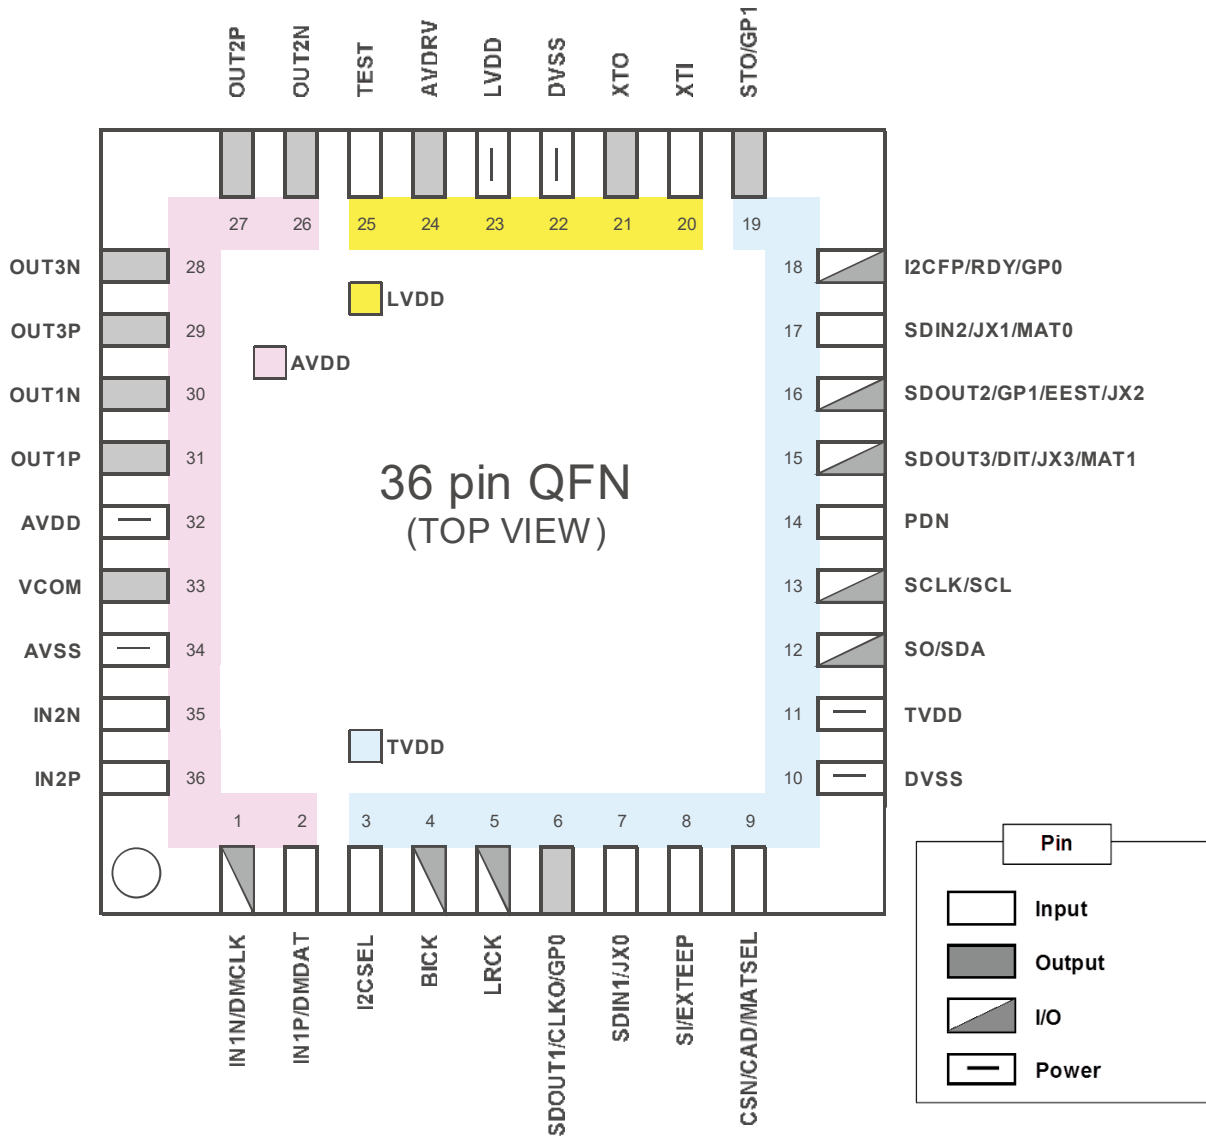 OUT2P
OUT2N
TEST
AVDRV
LVDD
DVSS
XTO
XTI
STO/GP1
27
26
25
24
23
22
21
20
19
OUT3N
28
18
I2CFP/RDY/GP0
LVDD
OUT3P
29
17
SDIN2/JX1/MAT0
AVDD
OUT1N
30
16
SDOUT2/GP1/EEST/JX2
OUT1P
31
15
SDOUT3/DIT/JX3/MAT1
36 pin QFN
(TOP VIEW)
AVDD
32
14
PDN
VCOM
33
13
SCLK/SCL
AVSS
34
12
SO/SDA
IN2N
35
11
TVDD
TVDD
IN2P
36
10
DVSS
1
2
3
4
5
6
7
8
9
IN1N/DMCLK
IN1P/DMDAT
I2CSEL
BICK
LRCK
SDOUT1/CLKO/GP0
SDIN1/JX0
SI/EXTEEP
CSN/CAD/MATSEL
Pin
Input
Output
I/O
Power